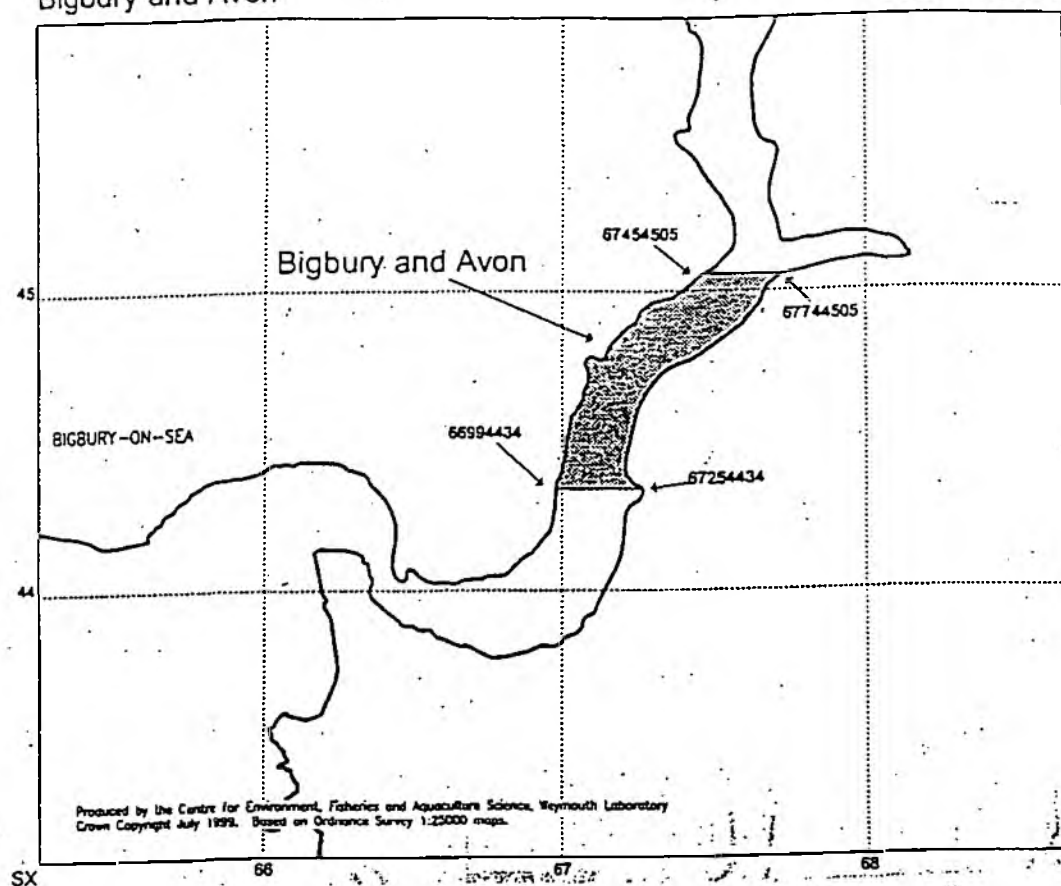 Bigbury and Avon
67454505
Bigbury and Avon
45
67744505
BIGBURY-ON-SEA
66994434
67254434
44
Produced by the Centre for Environment, Fisheries and Aquaculture Science, Weymouth Laboratory
Crown Copyright July 1999. Based on Ordnance Survey 1:25000 maps.
SX
66
67
68